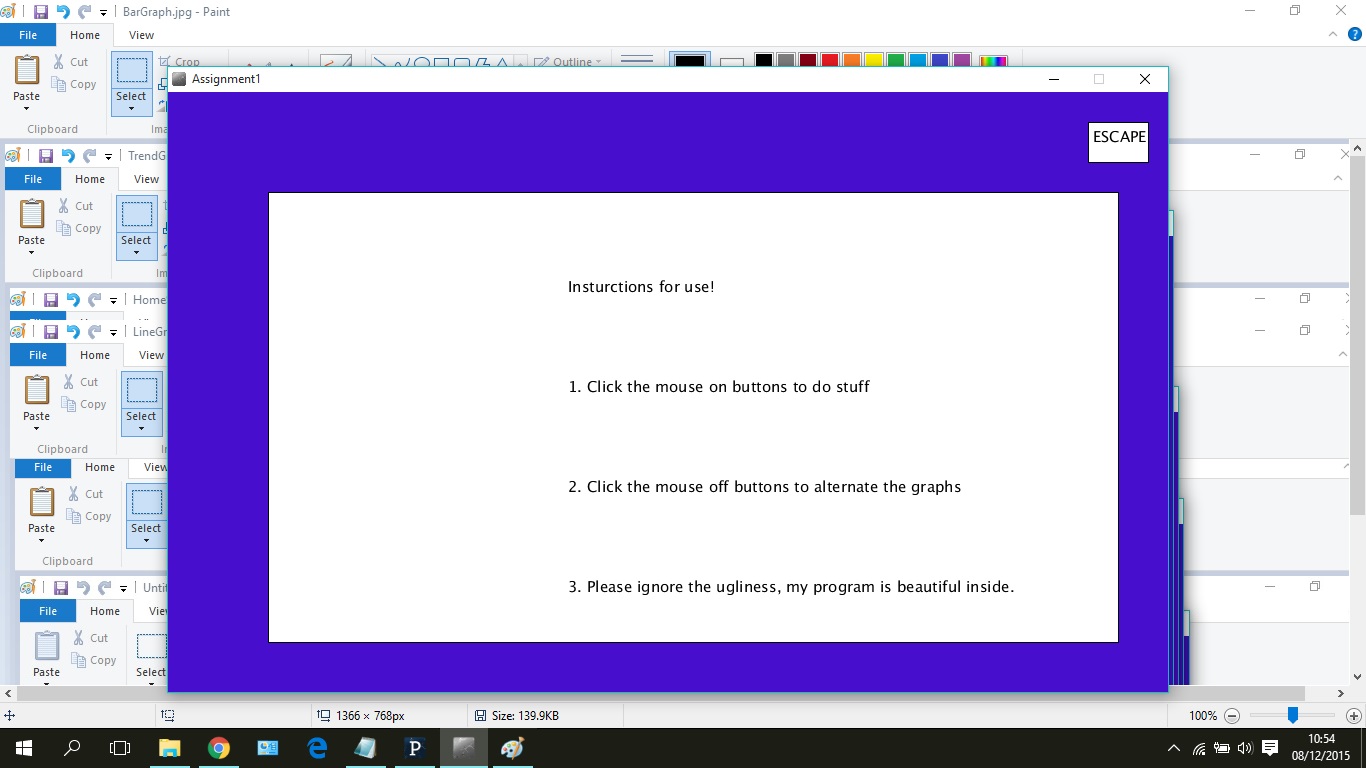 BarGraph.jpg - Paint
File Home View
Cut
Crop
Outline
Copy
Paste
Select
Clipboard
Ima
Assignment1
ESCAPE
TrendG
File Home View
Cut
Copy
Paste
Select
Clipboard
Im
Home
LineGr
File Home View
Cut
Copy
Paste
Select
Clipboard
File Home View
Cut
Copy
Paste
Select
Clipboard
Untit
File Home View
Cut
Copy
Paste
Select
Insturctions for use!
1. Click the mouse on buttons to do stuff
2. Click the mouse off buttons to alternate the graphs
3. Please ignore the ugliness, my program is beautiful inside.
1366 × 768px
Size: 139.9KB
100%
10:54
08/12/2015